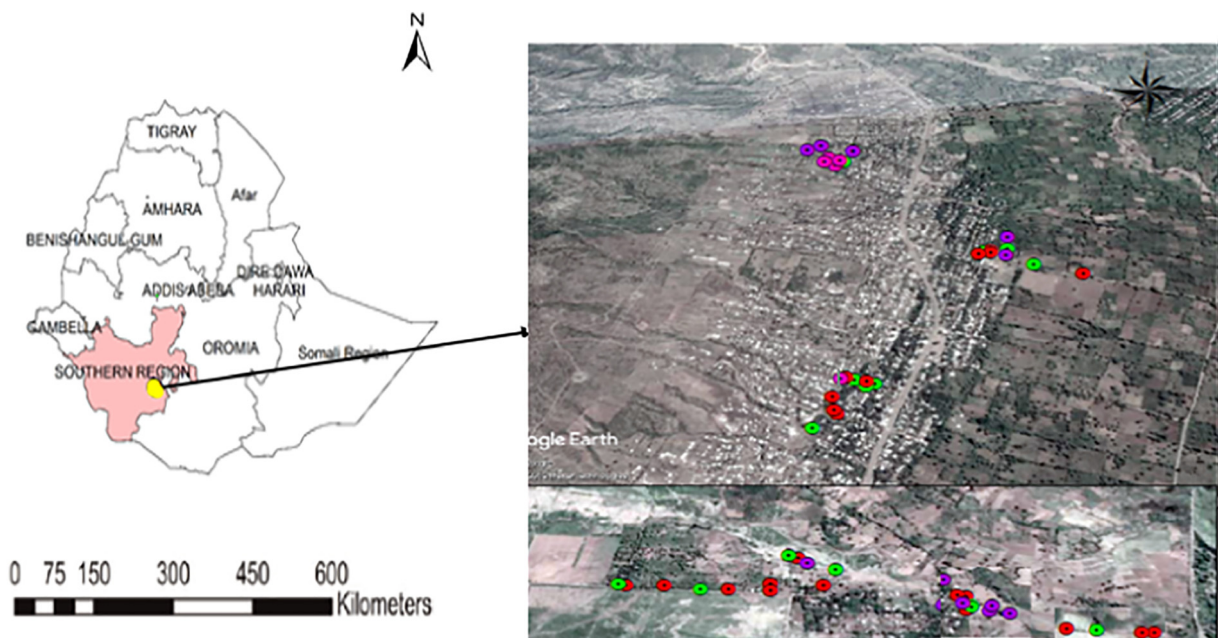 N
TIGRAY
Afar
AMHARA
BENISHANGUL GUM
DIRE DAWA
ADDIS ABEBA
HARARI
GAMBELLA
OROMIA
Somali Region
SOUTHERN REGION
ogle Earth
0 75 150 300 450 600
Kilometers